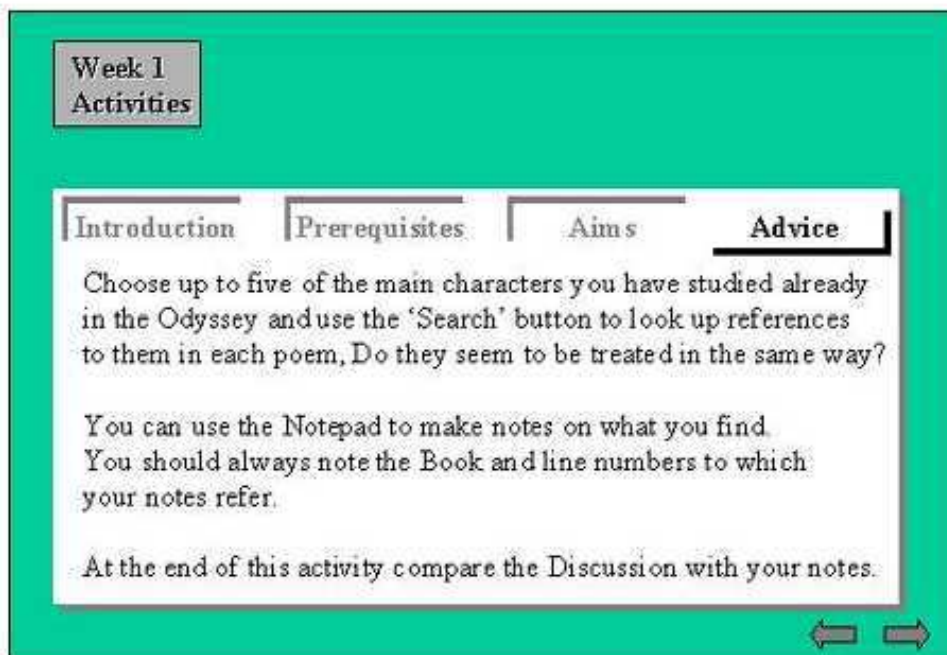 Week 1
Activities
Introduction Prerequisites Aims Advice
Choose up to five of the main characters you have studied already
in the Odyssey and use the ‘Search’ button to look up references
to them in each poem, Do they seem to be treated in the same way?
You can use the Notepad to make notes on what you find.
You should always note the Book and line numbers to which
your notes refer.
At the end of this activity compare the Discussion with your notes.